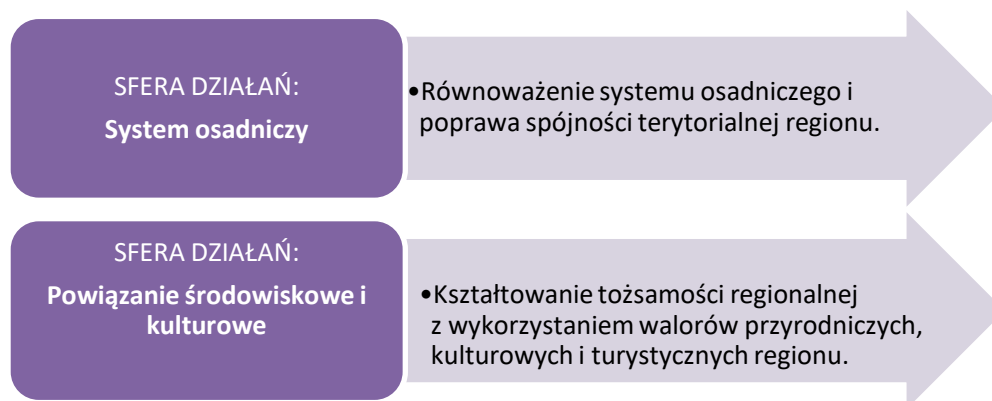 SFERA DZIAŁAŃ:
System osadniczy
•Równoważenie systemu osadniczego i
poprawa spójności terytorialnej regionu.
SFERA DZIAŁAŃ:
Powiązanie środowiskowe i
kulturowe
•Kształtowanie tożsamości regionalnej
z wykorzystaniem walorów przyrodniczych,
kulturowych i turystycznych regionu.